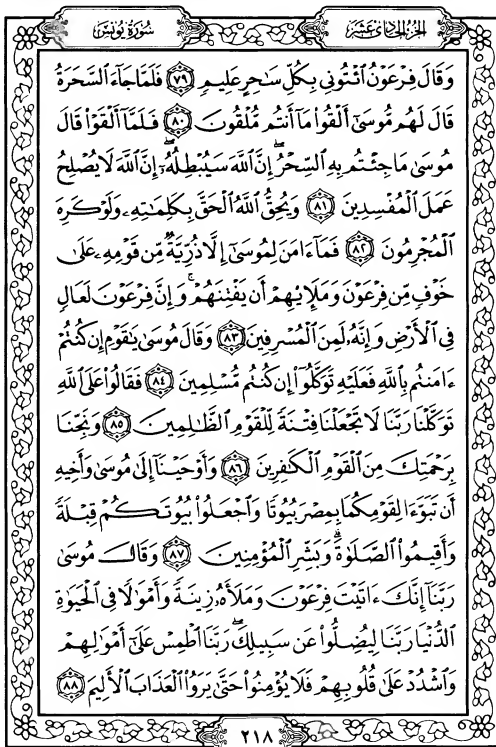 الجزء الحادي عشر
سورة يونس
وَقَالَ فِرْعَوْنُ ٱئْتُونِى بِكُلِّ سَٰحِرٍ عَلِيمٍ ٧٩ فَلَمَّا جَآءَ ٱلسَّحَرَةُ
قَالَ لَهُم مُّوسَىٰٓ أَلْقُوا۟ مَآ أَنتُم مُّلْقُونَ ٨٠ فَلَمَّآ أَلْقَوْا۟ قَالَ
مُوسَىٰ مَا جِئْتُم بِهِ ٱلسِّحْرُ ۖ إِنَّ ٱللَّهَ سَيُبْطِلُهُۥٓ ۖ إِنَّ ٱللَّهَ لَا يُصْلِحُ
عَمَلَ ٱلْمُفْسِدِينَ ٨١ وَيُحِقُّ ٱللَّهُ ٱلْحَقَّ بِكَلِمَٰتِهِۦ وَلَوْ كَرِهَ
ٱلْمُجْرِمُونَ ٨٢ فَمَآ ءَامَنَ لِمُوسَىٰٓ إِلَّا ذُرِّيَّةٌ مِّن قَوْمِهِۦ عَلَىٰ
خَوْفٍ مِّن فِرْعَوْنَ وَمَلَإِي۟هِمْ أَن يَفْتِنَهُمْ ۚ وَإِنَّ فِرْعَوْنَ لَعَالٍ
فِى ٱلْأَرْضِ وَإِنَّهُۥ لَمِنَ ٱلْمُسْرِفِينَ ٨٣ وَقَالَ مُوسَىٰ يَٰقَوْمِ إِن كُنتُمْ
ءَامَنتُم بِٱللَّهِ فَعَلَيْهِ تَوَكَّلُوٓا۟ إِن كُنتُم مُّسْلِمِينَ ٨٤ فَقَالُوا۟ عَلَى ٱللَّهِ
تَوَكَّلْنَا رَبَّنَا لَا تَجْعَلْنَا فِتْنَةً لِّلْقَوْمِ ٱلظَّٰلِمِينَ ٨٥ وَنَجِّنَا
بِرَحْمَتِكَ مِنَ ٱلْقَوْمِ ٱلْكَٰفِرِينَ ٨٦ وَأَوْحَيْنَآ إِلَىٰ مُوسَىٰ وَأَخِيهِ
أَن تَبَوَّءَا لِقَوْمِكُمَا بِمِصْرَ بُيُوتًا وَٱجْعَلُوا۟ بُيُوتَكُمْ قِبْلَةً
وَأَقِيمُوا۟ ٱلصَّلَوٰةَ ۗ وَبَشِّرِ ٱلْمُؤْمِنِينَ ٨٧ وَقَالَ مُوسَىٰ
رَبَّنَآ إِنَّكَ ءَاتَيْتَ فِرْعَوْنَ وَمَلَأَهُۥ زِينَةً وَأَمْوَٰلًا فِى ٱلْحَيَوٰةِ
ٱلدُّنْيَا رَبَّنَا لِيُضِلُّوا۟ عَن سَبِيلِكَ ۖ رَبَّنَا ٱطْمِسْ عَلَىٰٓ أَمْوَٰلِهِمْ
وَٱشْدُدْ عَلَىٰ قُلُوبِهِمْ فَلَا يُؤْمِنُوا۟ حَتَّىٰ يَرَوُا۟ ٱلْعَذَابَ ٱلْأَلِيمَ ٨٨
٢١٨